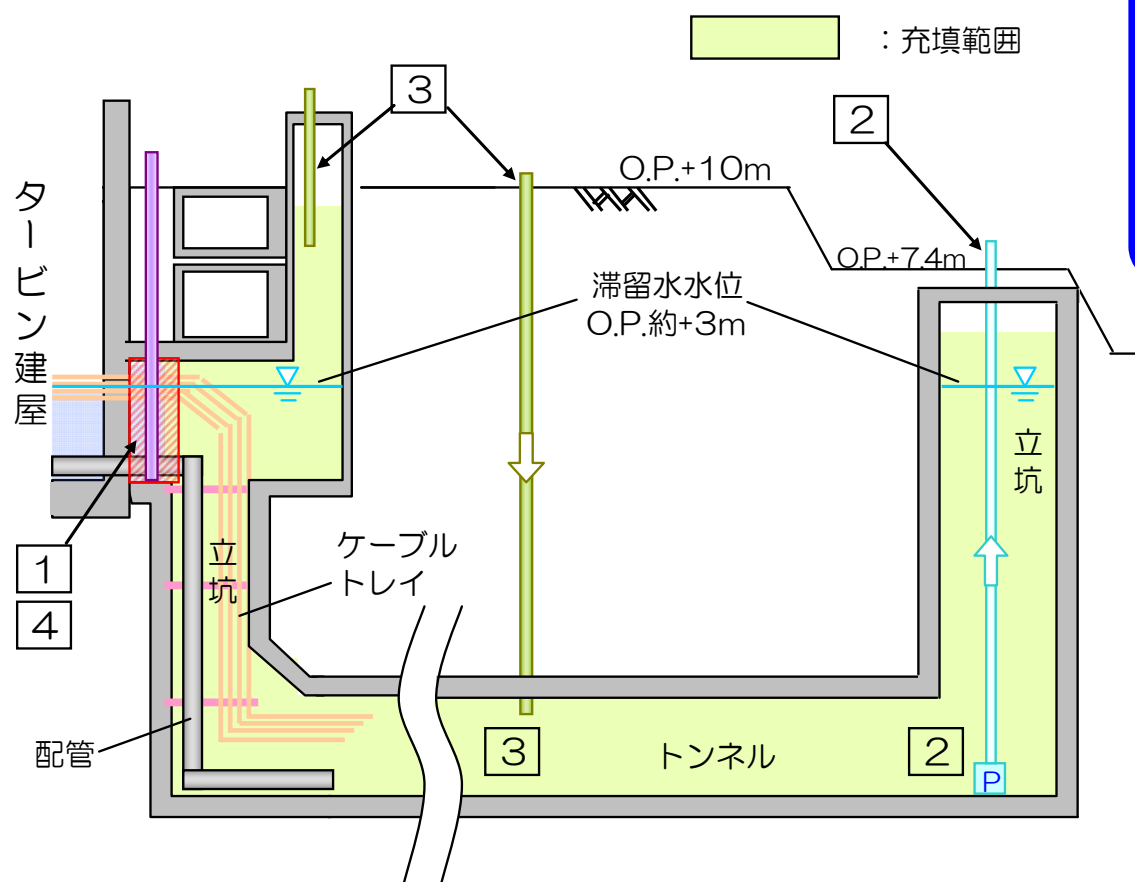 ：充填範囲
3
2
O.P.+10m
O.P.+7.4m
タービン建屋
滞留水水位
O.P.約+3m
立坑
1
4
立坑
ケーブル
トレイ
配管
3
トンネル
2
P